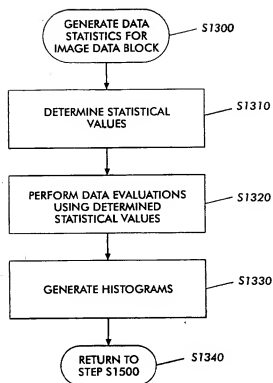 GENERATE DATA
STATISTICS FOR
IMAGE DATA BLOCK
S1300
DETERMINE STATISTICAL
VALUES
S1310
PERFORM DATA EVALUATIONS
USING DETERMINED
STATISTICAL VALUES
S1320
GENERATE HISTOGRAMS
S1330
RETURN TO
STEP S1500
S1340